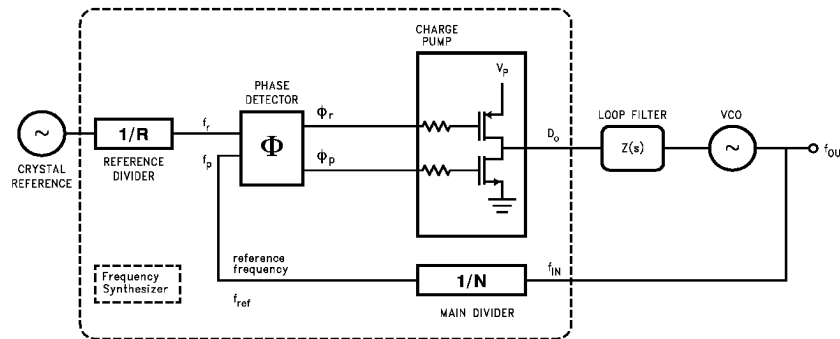 CHARGE
PUMP
V_P
PHASE
DETECTOR
LOOP FILTER
VCO
~
1/R
f_r
f_p
Φ
ϕ_r
ϕ_p
D_o
Z(s)
~
f_OU
CRYSTAL
REFERENCE
REFERENCE
DIVIDER
reference
frequency
f_ref
1/N
f_IN
MAIN DIVIDER
Frequency
Synthesizer